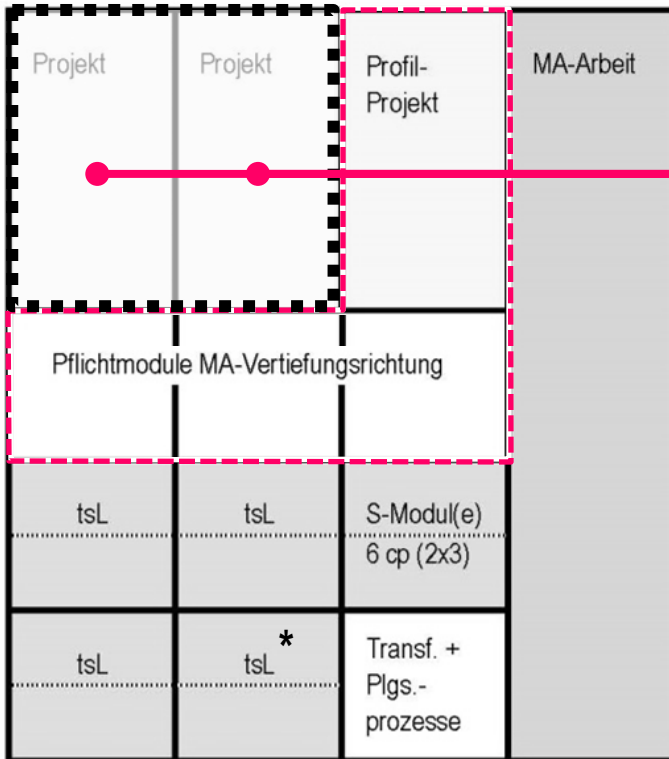 Projekt
Projekt
Profil-
Projekt
MA-Arbeit
Pflichtmodule MA-Vertiefungsrichtung
tsL
tsL
S-Modul(e)
6 cp (2x3)
tsL
tsL *
Transf. +
Plgs.-
prozesse